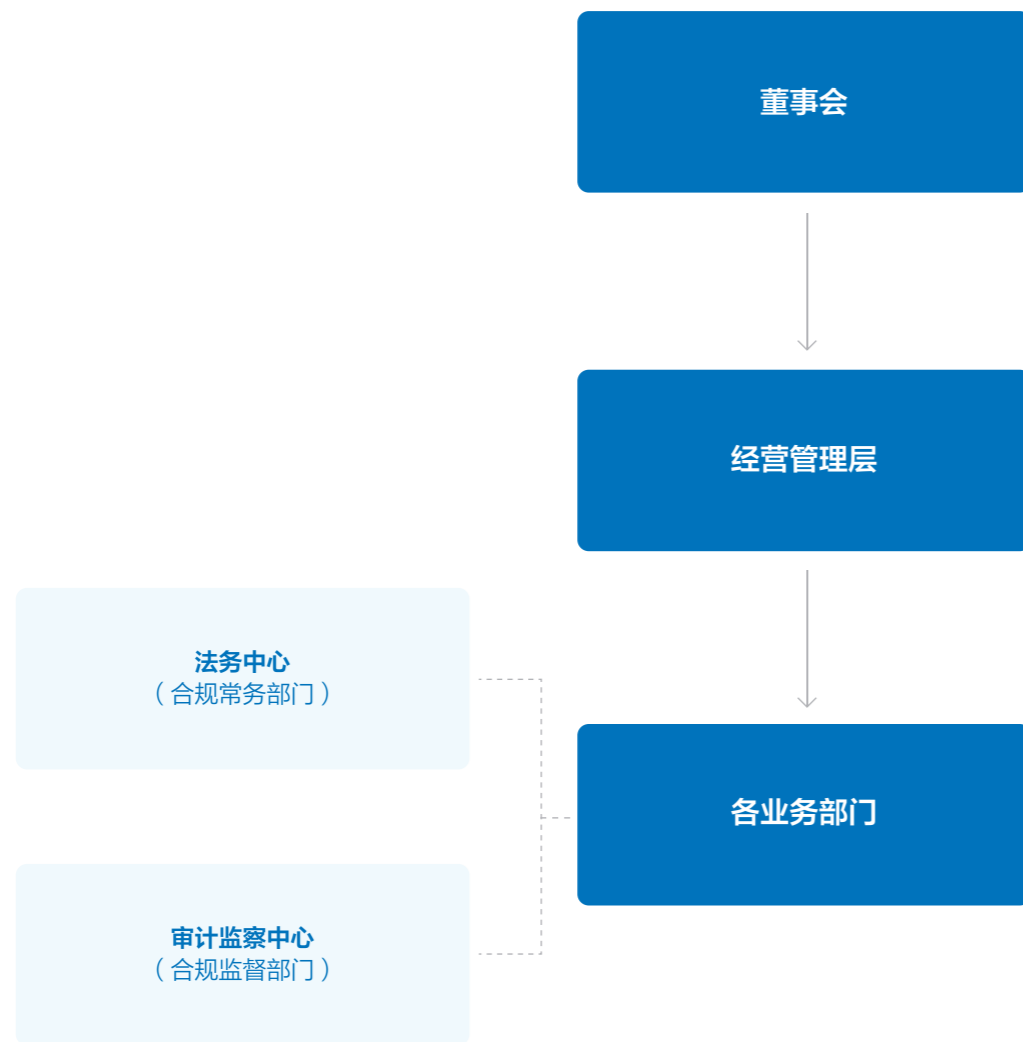 董事会
经营管理层
法务中心
（合规常务部门）
各业务部门
审计监察中心
（合规监督部门）